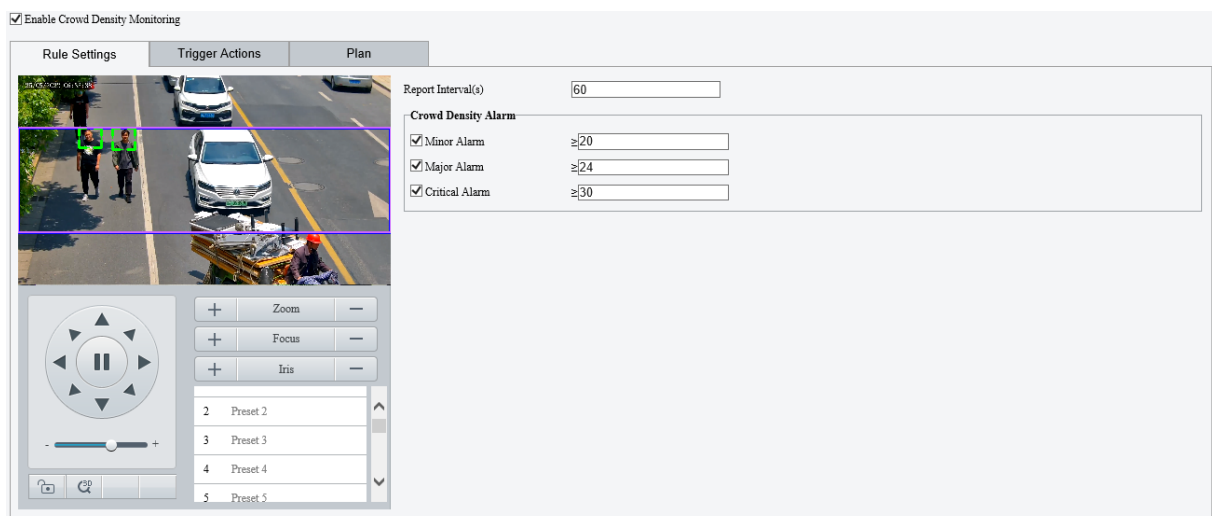 Enable Crowd Density Monitoring
Rule Settings Trigger Actions Plan
Report Interval(s) 60
Crowd Density Alarm
Minor Alarm ≥20
Major Alarm ≥24
Critical Alarm ≥30
+ Zoom −
+ Focus −
+ Iris −
2 Preset 2
3 Preset 3
4 Preset 4
5 Preset 5
- +
3D